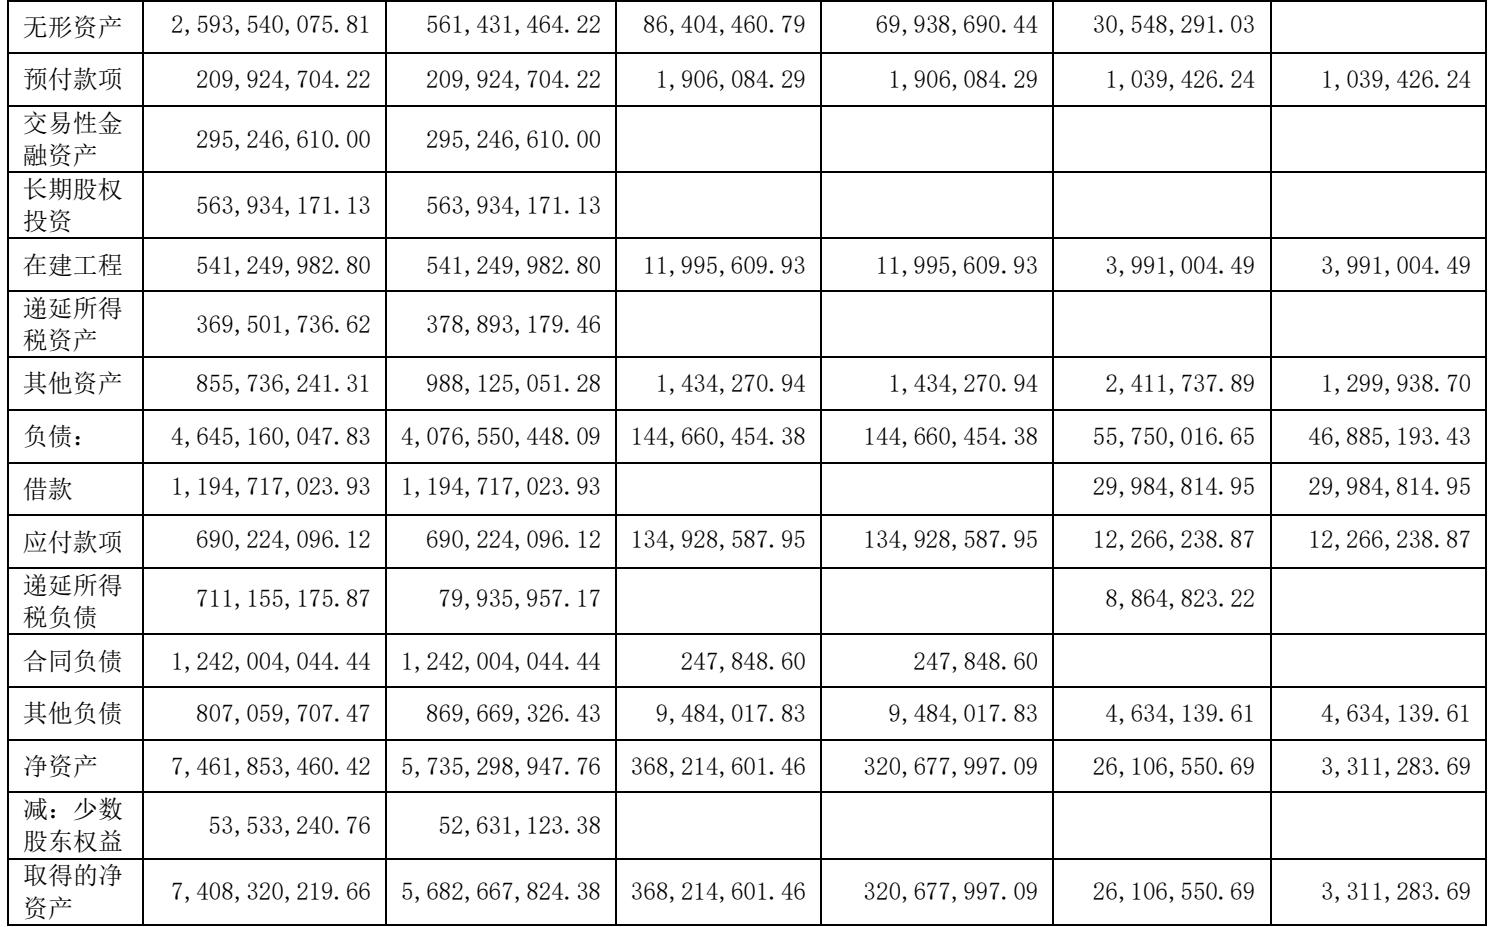 无形资产 2,593,540,075.81 561,431,464.22 86,404,460.79 69,938,690.44 30,548,291.03
预付款项 209,924,704.22 209,924,704.22 1,906,084.29 1,906,084.29 1,039,426.24 1,039,426.24
交易性金
融资产 295,246,610.00 295,246,610.00
长期股权
投资 563,934,171.13 563,934,171.13
在建工程 541,249,982.80 541,249,982.80 11,995,609.93 11,995,609.93 3,991,004.49 3,991,004.49
递延所得
税资产 369,501,736.62 378,893,179.46
其他资产 855,736,241.31 988,125,051.28 1,434,270.94 1,434,270.94 2,411,737.89 1,299,938.70
负债： 4,645,160,047.83 4,076,550,448.09 144,660,454.38 144,660,454.38 55,750,016.65 46,885,193.43
借款 1,194,717,023.93 1,194,717,023.93 29,984,814.95 29,984,814.95
应付款项 690,224,096.12 690,224,096.12 134,928,587.95 134,928,587.95 12,266,238.87 12,266,238.87
递延所得
税负债 711,155,175.87 79,935,957.17 8,864,823.22
合同负债 1,242,004,044.44 1,242,004,044.44 247,848.60 247,848.60
其他负债 807,059,707.47 869,669,326.43 9,484,017.83 9,484,017.83 4,634,139.61 4,634,139.61
净资产 7,461,853,460.42 5,735,298,947.76 368,214,601.46 320,677,997.09 26,106,550.69 3,311,283.69
减：少数
股东权益 53,533,240.76 52,631,123.38
取得的净
资产 7,408,320,219.66 5,682,667,824.38 368,214,601.46 320,677,997.09 26,106,550.69 3,311,283.69